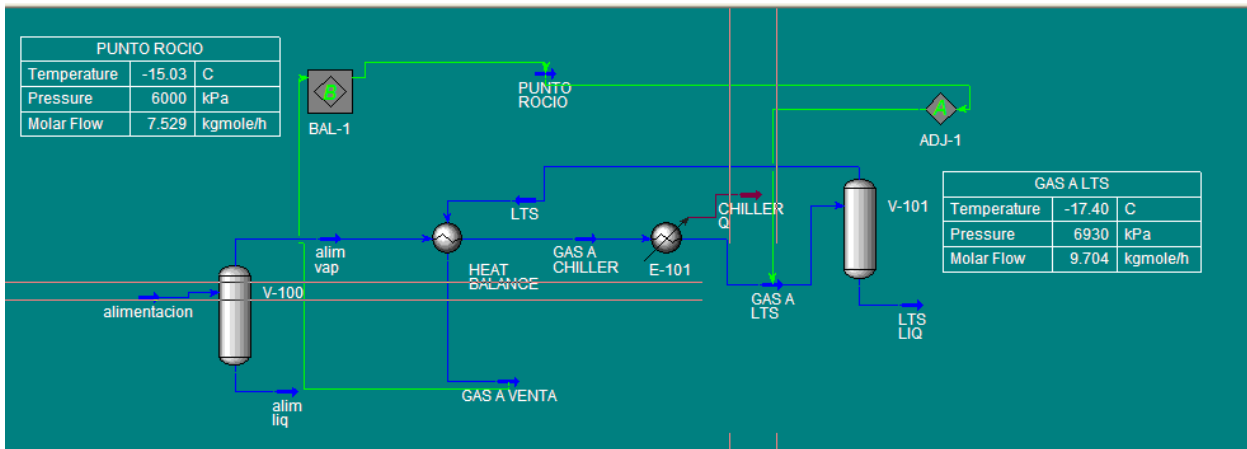 PUNTO ROCIO
Temperature -15.03 C
Pressure 6000 kPa
Molar Flow 7.529 kgmole/h
B
BAL-1
PUNTO
ROCIO
A
ADJ-1
GAS A LTS
Temperature -17.40 C
Pressure 6930 kPa
Molar Flow 9.704 kgmole/h
LTS
CHILLER
Q
V-101
alim
vap
HEAT
BALANCE
GAS A
CHILLER
E-101
GAS A
LTS
LTS
LIQ
V-100
alimentacion
alim
liq
GAS A VENTA